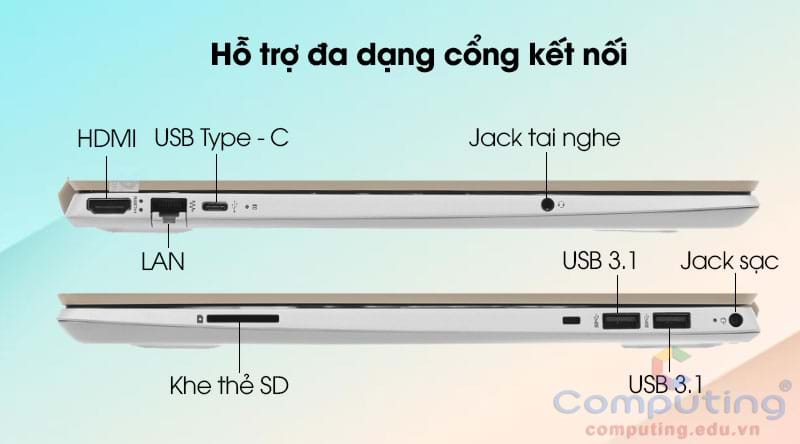 Hỗ trợ đa dạng cổng kết nối
HDMI
USB Type - C
Jack tai nghe
LAN
USB 3.1
Jack sạc
Khe thẻ SD
USB 3.1
Computing®
computing.edu.vn